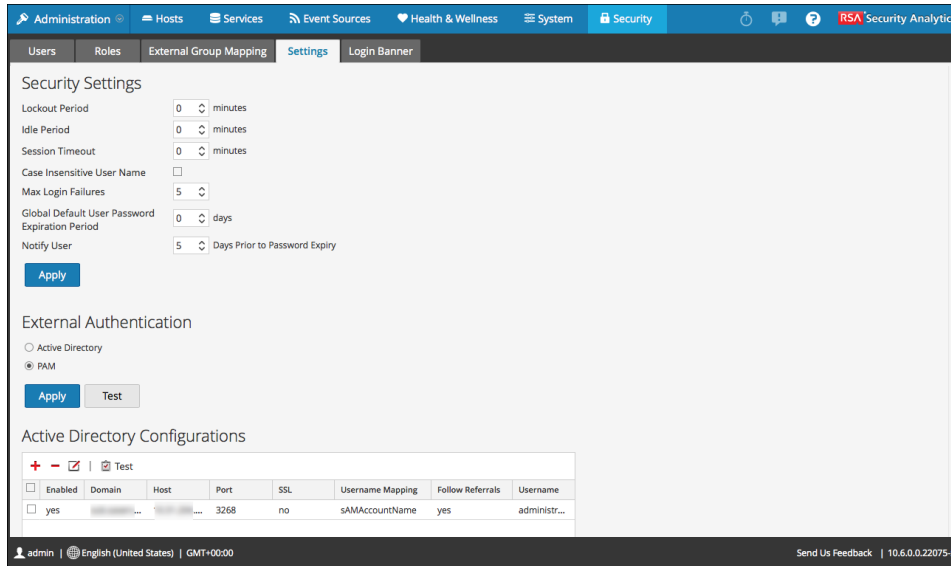 Administration Hosts Services Event Sources Health & Wellness System Security RSA Security Analytic
Users Roles External Group Mapping Settings Login Banner
Security Settings
Lockout Period 0 minutes
Idle Period 0 minutes
Session Timeout 0 minutes
Case Insensitive User Name
Max Login Failures 5
Global Default User Password
Expiration Period 0 days
Notify User 5 Days Prior to Password Expiry
Apply
External Authentication
Active Directory
PAM
Apply Test
Active Directory Configurations
Test
Enabled Domain Host Port SSL Username Mapping Follow Referrals Username
yes ... ... 3268 no sAMAccountName yes administr...
admin | English (United States) | GMT+00:00 Send Us Feedback | 10.6.0.0.22075-